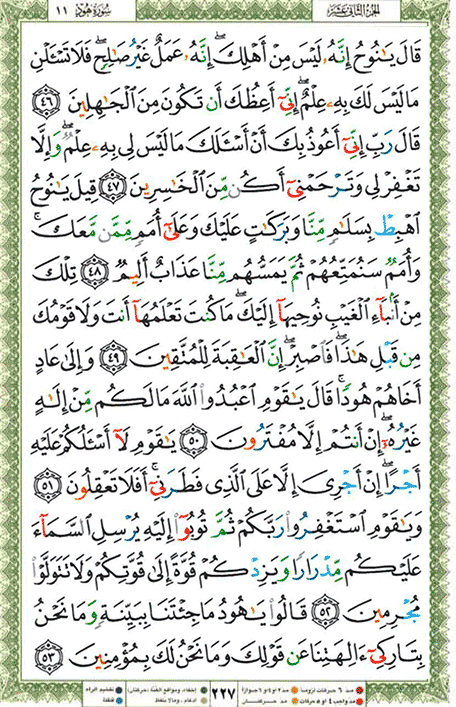 الجزء الثاني عشر سورة هود ١١
قَالَ يَٰنُوحُ إِنَّهُۥ لَيْسَ مِنْ أَهْلِكَۖ إِنَّهُۥ عَمَلٌ غَيْرُ صَٰلِحٍۖ فَلَا تَسْـَٔلْنِ
مَا لَيْسَ لَكَ بِهِۦ عِلْمٌۖ إِنِّىٓ أَعِظُكَ أَن تَكُونَ مِنَ ٱلْجَٰهِلِينَ ٤٦
قَالَ رَبِّ إِنِّىٓ أَعُوذُ بِكَ أَنْ أَسْـَٔلَكَ مَا لَيْسَ لِى بِهِۦ عِلْمٌۖ وَإِلَّا
تَغْفِرْ لِى وَتَرْحَمْنِىٓ أَكُن مِّنَ ٱلْخَٰسِرِينَ ٤٧ قِيلَ يَٰنُوحُ
ٱهْبِطْ بِسَلَٰمٍ مِّنَّا وَبَرَكَٰتٍ عَلَيْكَ وَعَلَىٰٓ أُمَمٍ مِّمَّن مَّعَكَۚ
وَأُمَمٌ سَنُمَتِّعُهُمْ ثُمَّ يَمَسُّهُم مِّنَّا عَذَابٌ أَلِيمٌ ٤٨ تِلْكَ
مِنْ أَنۢبَآءِ ٱلْغَيْبِ نُوحِيهَآ إِلَيْكَۖ مَا كُنتَ تَعْلَمُهَآ أَنتَ وَلَا قَوْمُكَ
مِن قَبْلِ هَٰذَاۖ فَٱصْبِرْۖ إِنَّ ٱلْعَٰقِبَةَ لِلْمُتَّقِينَ ٤٩ وَإِلَىٰ عَادٍ
أَخَاهُمْ هُودًاۚ قَالَ يَٰقَوْمِ ٱعْبُدُوا۟ ٱللَّهَ مَا لَكُم مِّنْ إِلَٰهٍ
غَيْرُهُۥٓۖ إِنْ أَنتُمْ إِلَّا مُفْتَرُونَ ٥٠ يَٰقَوْمِ لَآ أَسْـَٔلُكُمْ عَلَيْهِ
أَجْرًاۖ إِنْ أَجْرِىَ إِلَّا عَلَى ٱلَّذِى فَطَرَنِىٓۚ أَفَلَا تَعْقِلُونَ ٥١
وَيَٰقَوْمِ ٱسْتَغْفِرُوا۟ رَبَّكُمْ ثُمَّ تُوبُوٓا۟ إِلَيْهِ يُرْسِلِ ٱلسَّمَآءَ
عَلَيْكُم مِّدْرَارًا وَيَزِدْكُمْ قُوَّةً إِلَىٰ قُوَّتِكُمْ وَلَا تَتَوَلَّوْا۟
مُجْرِمِينَ ٥٢ قَالُوا۟ يَٰهُودُ مَا جِئْتَنَا بِبَيِّنَةٍ وَمَا نَحْنُ
بِتَارِكِىٓ ءَالِهَتِنَا عَن قَوْلِكَ وَمَا نَحْنُ لَكَ بِمُؤْمِنِينَ ٥٣
٢٢٧